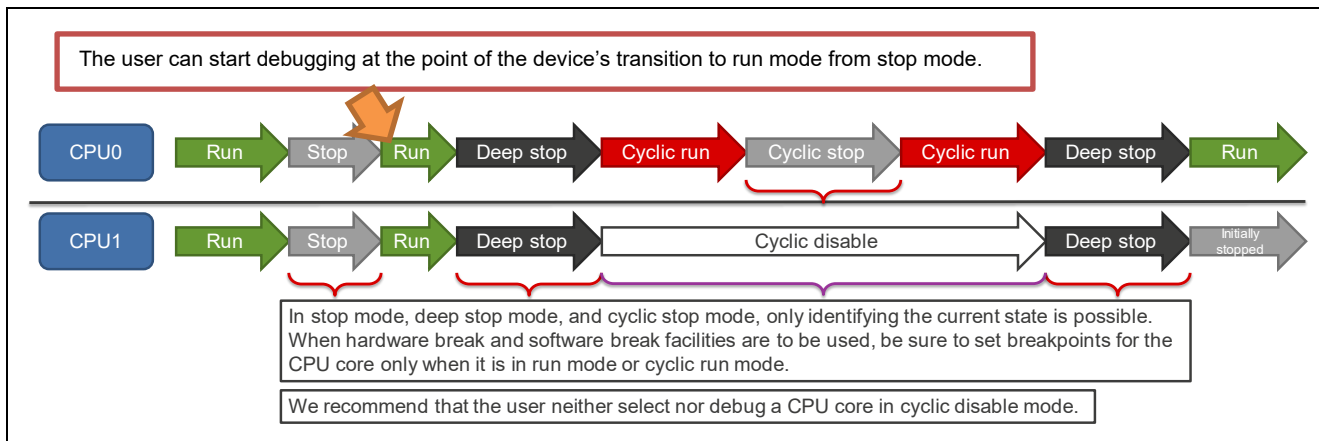 The user can start debugging at the point of the device’s transition to run mode from stop mode.
CPU0
Run
Stop
Run
Deep stop
Cyclic run
Cyclic stop
Cyclic run
Deep stop
Run
CPU1
Run
Stop
Run
Deep stop
Cyclic disable
Deep stop
Initially
stopped
In stop mode, deep stop mode, and cyclic stop mode, only identifying the current state is possible.
When hardware break and software break facilities are to be used, be sure to set breakpoints for the
CPU core only when it is in run mode or cyclic run mode.
We recommend that the user neither select nor debug a CPU core in cyclic disable mode.